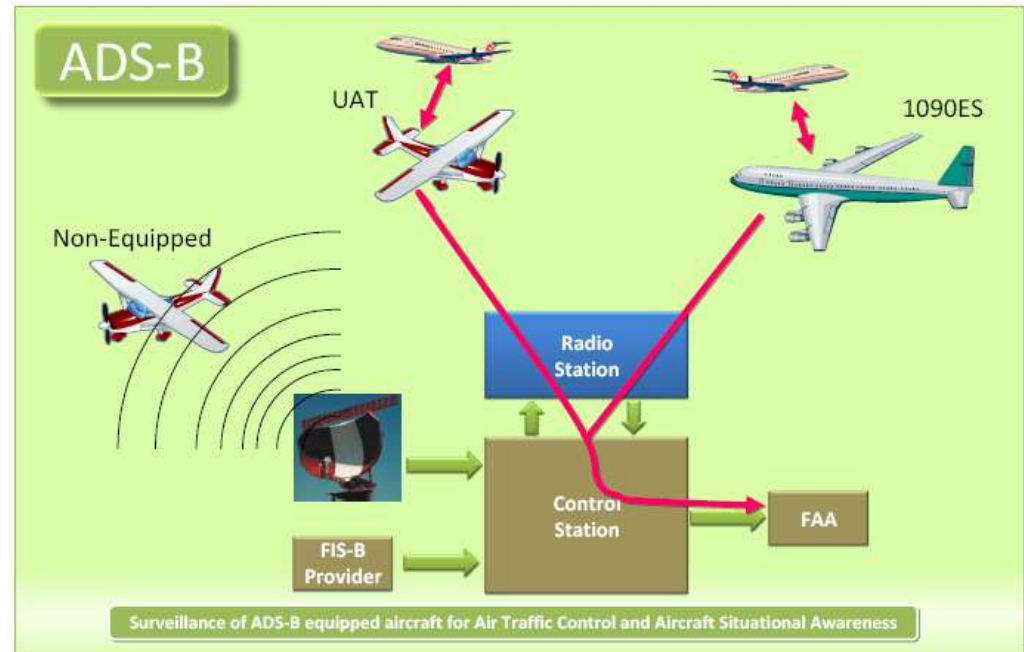 ADS-B
UAT
1090ES
Non-Equipped
Radio
Station
Control
Station
FAA
FIS-B
Provider
Surveillance of ADS-B equipped aircraft for Air Traffic Control and Aircraft Situational Awareness